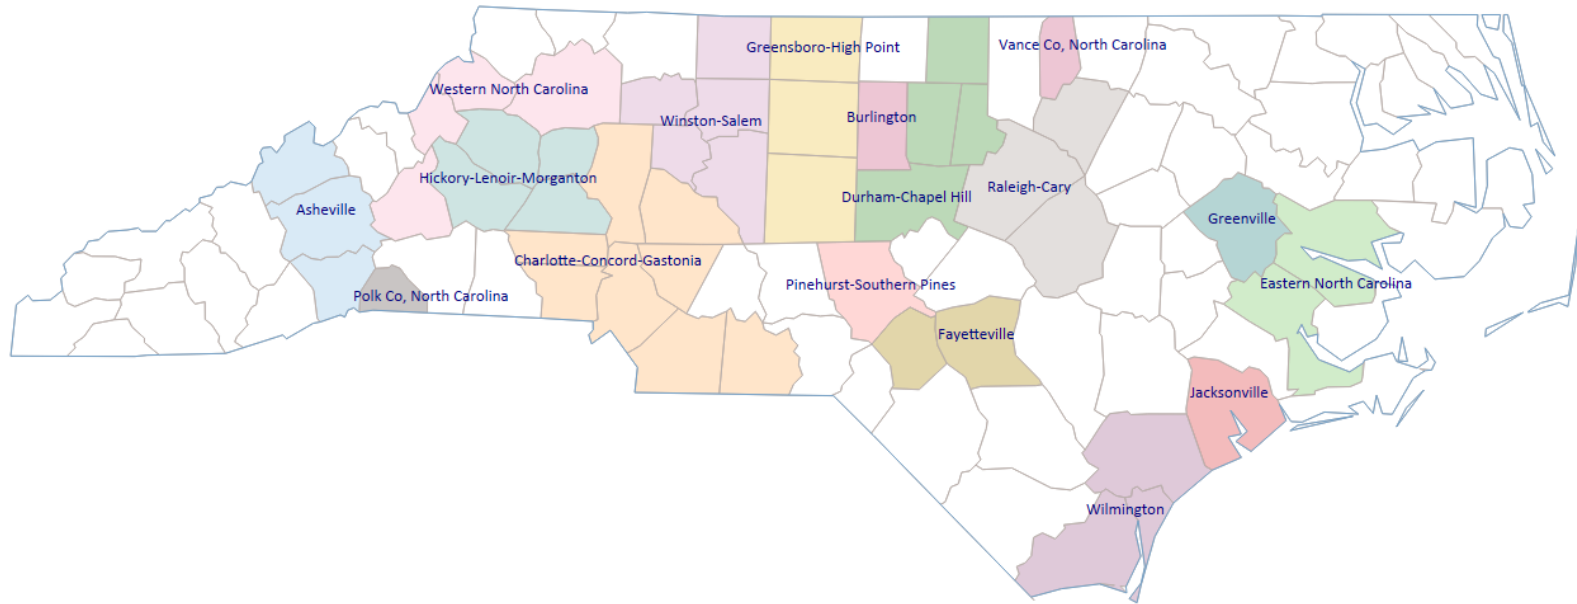 Greensboro-High Point
Vance Co, North Carolina
Western North Carolina
Winston-Salem
Burlington
Hickory-Lenoir-Morganton
Raleigh-Cary
Durham-Chapel Hill
Asheville
Greenville
Charlotte-Concord-Gastonia
Pinehurst-Southern Pines
Eastern North Carolina
Polk Co, North Carolina
Fayetteville
Jacksonville
Wilmington